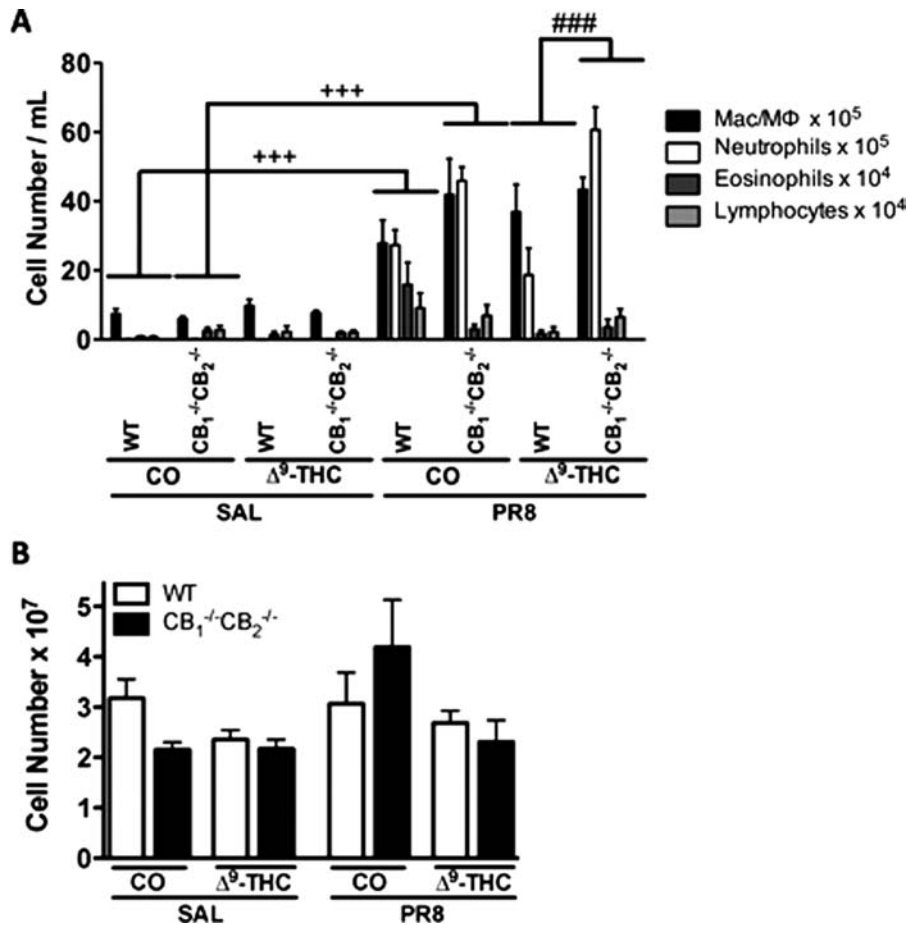 A
###
+++
+++
80
60
40
20
0
Cell Number / mL
Mac/MΦ x 10⁵
Neutrophils x 10⁵
Eosinophils x 10⁴
Lymphocytes x 10⁴
WT
CB₁⁻/⁻CB₂⁻/⁻
WT
CB₁⁻/⁻CB₂⁻/⁻
WT
CB₁⁻/⁻CB₂⁻/⁻
WT
CB₁⁻/⁻CB₂⁻/⁻
CO Δ⁹-THC CO Δ⁹-THC
SAL PR8
B
WT
CB₁⁻/⁻CB₂⁻/⁻
5
4
3
2
1
0
Cell Number x 10⁷
CO Δ⁹-THC CO Δ⁹-THC
SAL PR8